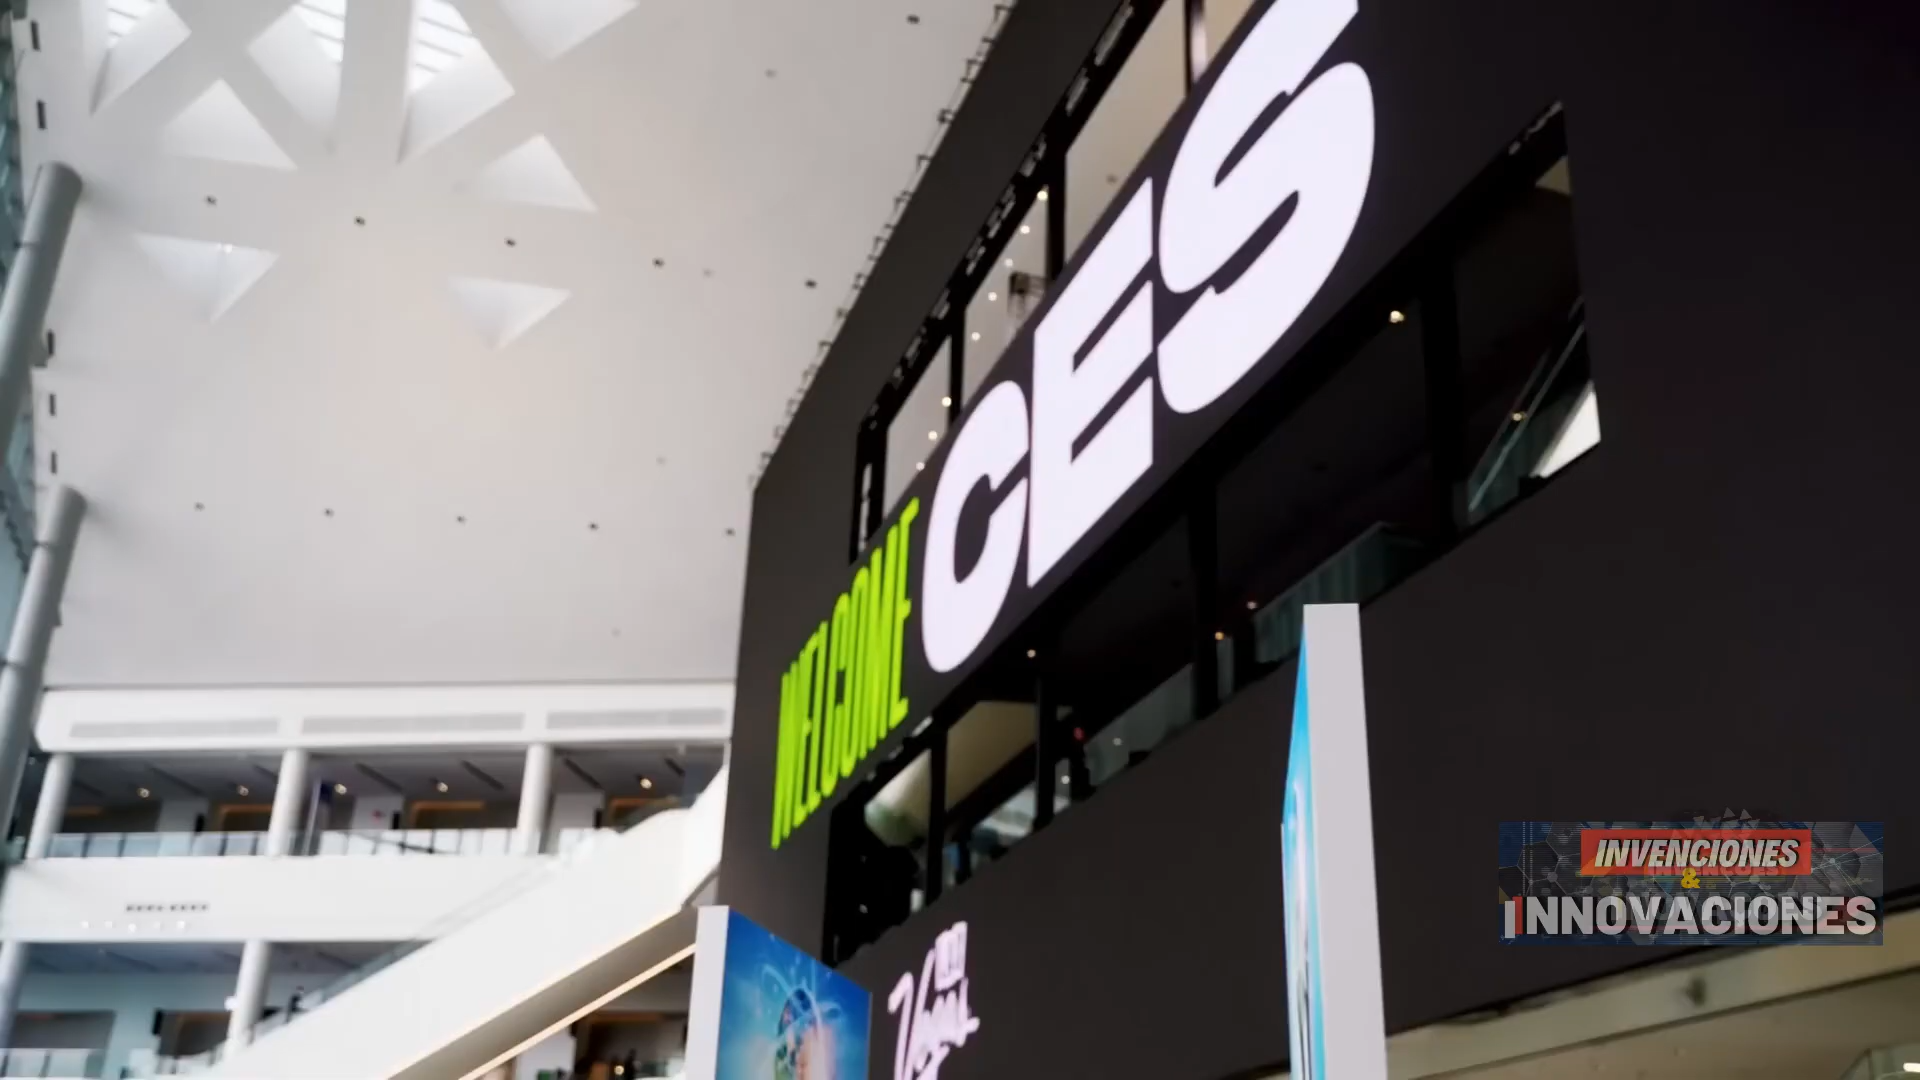 WELCOME
CES
Vegas
INVENCIONES
&
INNOVACIONES